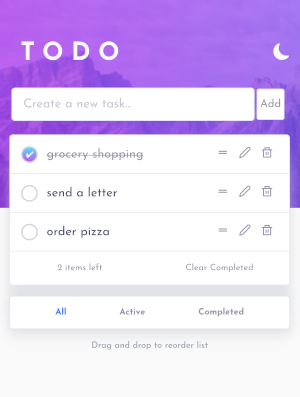 TODO
Create a new task...
Add
grocery shopping
send a letter
order pizza
2 items left
Clear Completed
All
Active
Completed
Drag and drop to reorder list